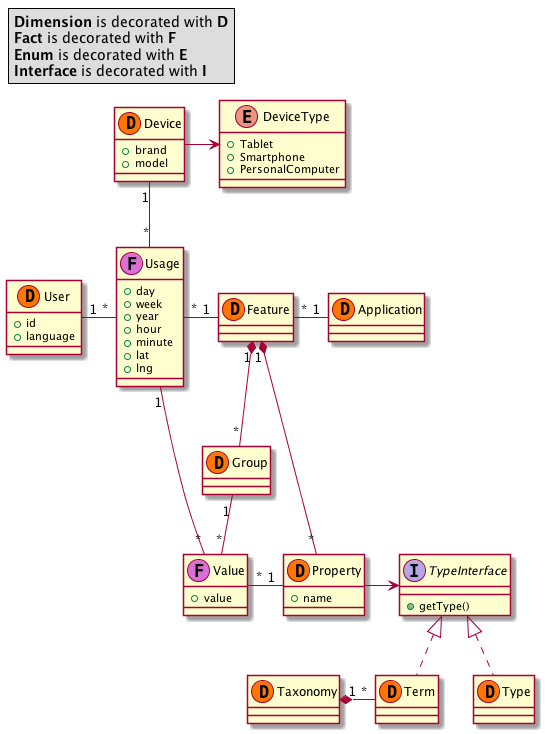 Dimension is decorated with D
Fact is decorated with F
Enum is decorated with E
Interface is decorated with I
D Device
brand
model
E DeviceType
Tablet
Smartphone
PersonalComputer
1
*
D User
id
language
1 *
F Usage
day
week
year
hour
minute
lat
lng
* 1
D Feature
* 1
D Application
1
1 1
*
D Group
1
* *
*
F Value
value
* 1
D Property
name
I TypeInterface
getType()
D Taxonomy
1 *
D Term
D Type